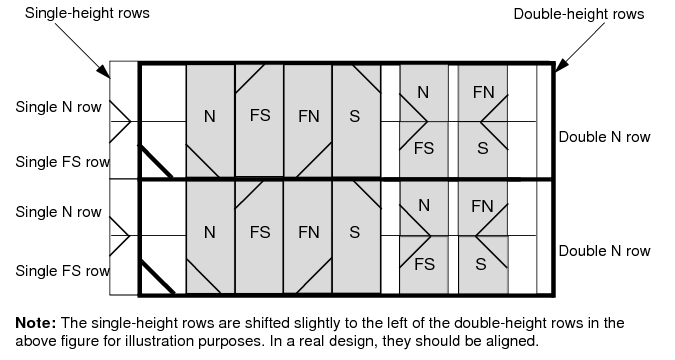 Single-height rows
Double-height rows
Single N row
N
FS
FN
S
N
FN
Double N row
FS
S
Single FS row
Single N row
N
FS
FN
S
N
FN
Double N row
FS
S
Single FS row
Note: The single-height rows are shifted slightly to the left of the double-height rows in the
above figure for illustration purposes. In a real design, they should be aligned.